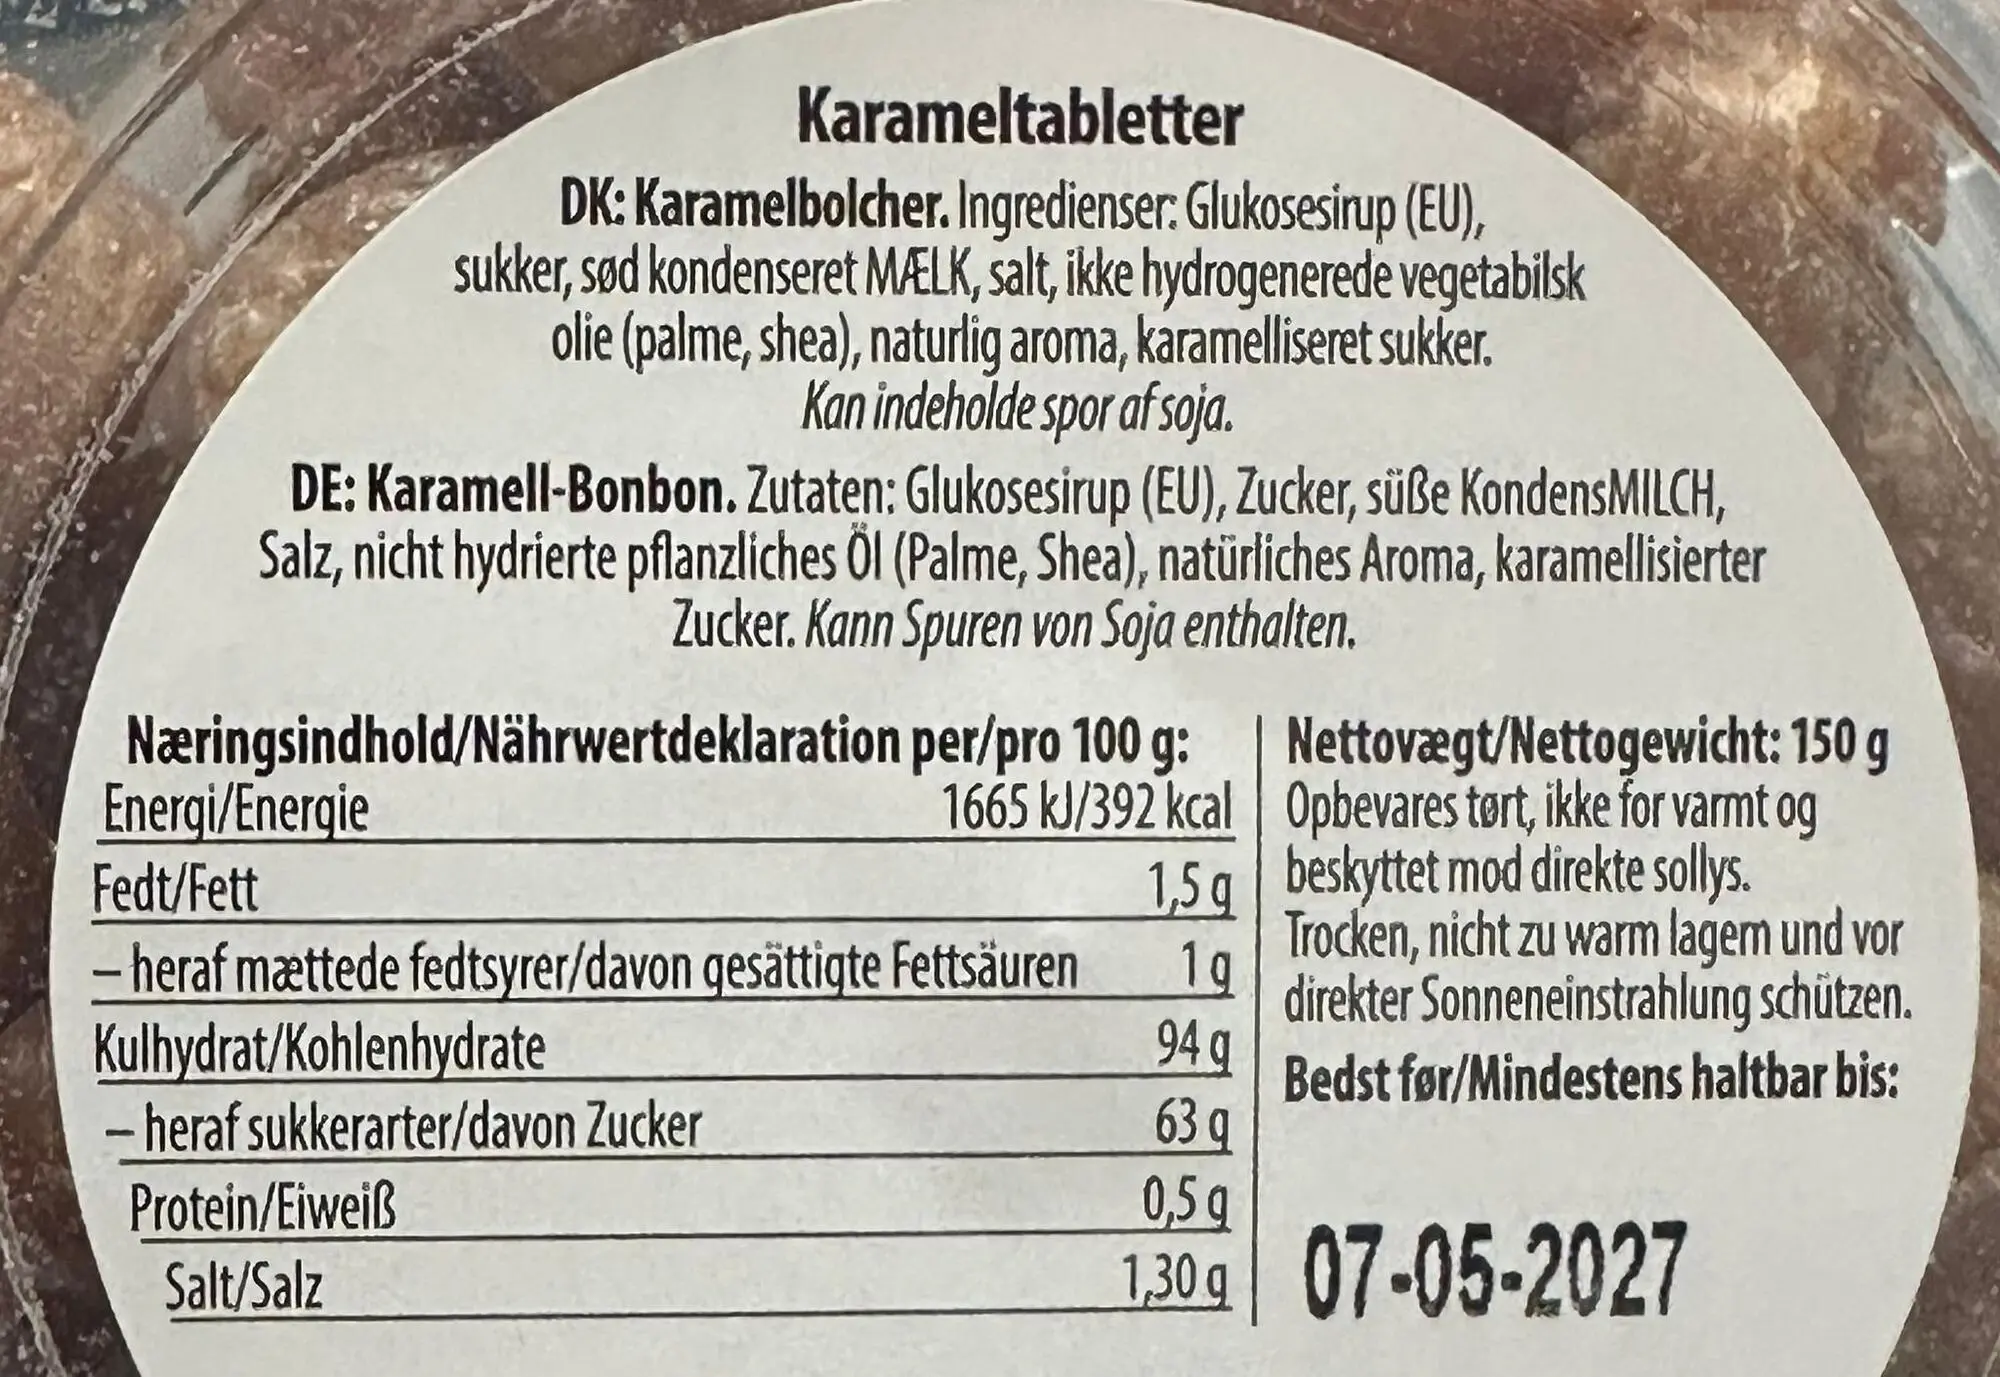 Karameltabletter
DK: Karamelbolcher. Ingredienser: Glukosesirup (EU),
sukker, sød kondenseret MÆLK, salt, ikke hydrogenerede vegetabilsk
olie (palme, shea), naturlig aroma, karamelliseret sukker.
Kan indeholde spor af soja.
DE: Karamell-Bonbon. Zutaten: Glukosesirup (EU), Zucker, süße KondensMILCH,
Salz, nicht hydrierte pflanzliches Öl (Palme, Shea), natürliches Aroma, karamellisierter
Zucker. Kann Spuren von Soja enthalten.
Næringsindhold/Nährwertdeklaration per/pro 100 g:
Energi/Energie 1665 kJ/392 kcal
Fedt/Fett 1,5 g
– heraf mættede fedtsyrer/davon gesättigte Fettsäuren 1 g
Kulhydrat/Kohlenhydrate 94 g
– heraf sukkerarter/davon Zucker 63 g
Protein/Eiweiß 0,5 g
Salt/Salz 1,30 g
Nettovægt/Nettogewicht: 150 g
Opbevares tørt, ikke for varmt og
beskyttet mod direkte sollys.
Trocken, nicht zu warm lagern und vor
direkter Sonneneinstrahlung schützen.
Bedst før/Mindestens haltbar bis:
07-05-2027